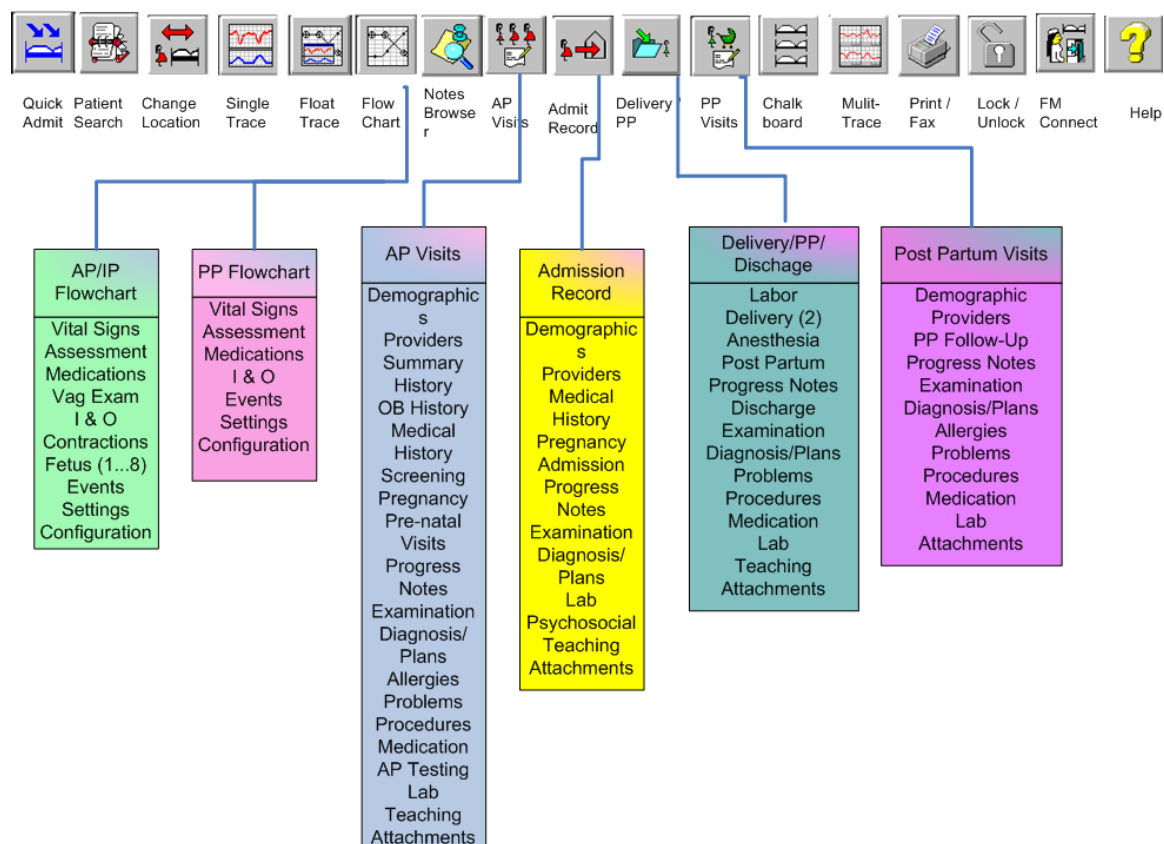 Quick
Admit
Patient
Search
Change
Location
Single
Trace
Float
Trace
Flow
Chart
Notes
Browse
r
AP
Visits
Admit
Record
Delivery /
PP
PP
Visits
Chalk
board
Mulit-
Trace
Print /
Fax
Lock /
Unlock
FM
Connect
Help
AP/IP
Flowchart
Vital Signs
Assessment
Medications
Vag Exam
I & O
Contractions
Fetus (1...8)
Events
Settings
Configuration
PP Flowchart
Vital Signs
Assessment
Medications
I & O
Events
Settings
Configuration
AP Visits
Demographic
s
Providers
Summary
History
OB History
Medical
History
Screening
Pregnancy
Pre-natal
Visits
Progress
Notes
Examination
Diagnosis/
Plans
Allergies
Problems
Procedures
Medication
AP Testing
Lab
Teaching
Attachments
Admission
Record
Demographic
s
Providers
Medical
History
Pregnancy
Admission
Progress
Notes
Examination
Diagnosis/
Plans
Lab
Psychosocial
Teaching
Attachments
Delivery/PP/
Dischage
Labor
Delivery (2)
Anesthesia
Post Partum
Progress Notes
Discharge
Examination
Diagnosis/Plans
Problems
Procedures
Medication
Lab
Teaching
Attachments
Post Partum Visits
Demographic
Providers
PP Follow-Up
Progress Notes
Examination
Diagnosis/Plans
Allergies
Problems
Procedures
Medication
Lab
Attachments